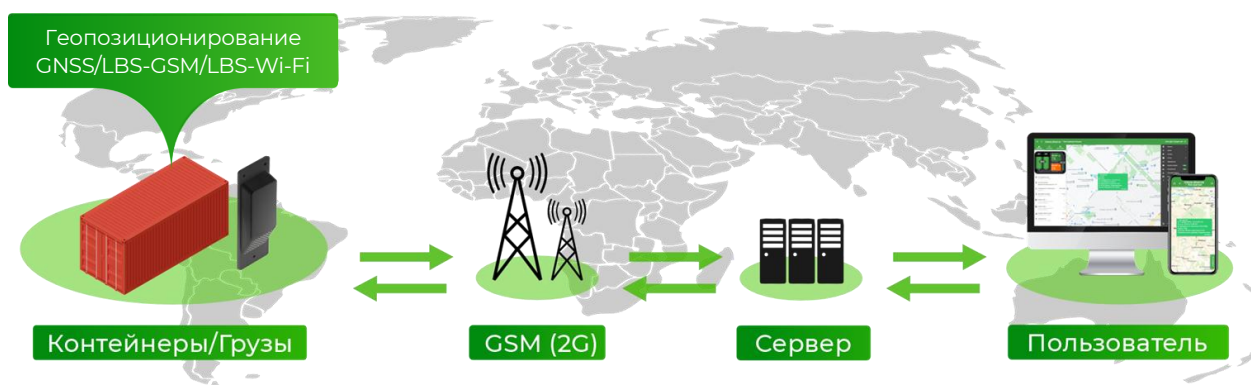 Геопозиционирование
GNSS/LBS-GSM/LBS-Wi-Fi
Контейнеры/Грузы
GSM (2G)
Сервер
Пользователь